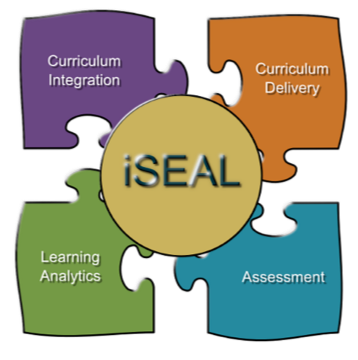 Curriculum
Integration
Curriculum
Delivery
iSEAL
Learning
Analytics
Assessment